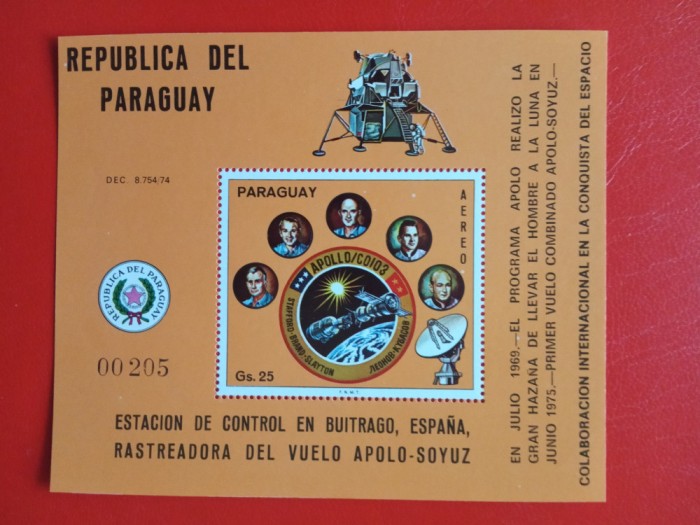 REPUBLICA DEL
PARAGUAY
DEC. 8.754/74
REPUBLICA DEL PARAGUAY
00205
PARAGUAY
AEREO
APOLLO/СОЮЗ
STAFFORD-BRAND-SLAYTON
ЛЕОНОВ-КУБАСОВ
Gs. 25
F.N.M.T.
ESTACION DE CONTROL EN BUITRAGO, ESPAÑA,
RASTREADORA DEL VUELO APOLO-SOYUZ
EN JULIO 1969.—EL PROGRAMA APOLO REALIZO LA
GRAN HAZAÑA DE LLEVAR EL HOMBRE A LA LUNA EN
JUNIO 1975.—PRIMER VUELO COMBINADO APOLO-SOYUZ.—
COLABORACION INTERNACIONAL EN LA CONQUISTA DEL ESPACIO